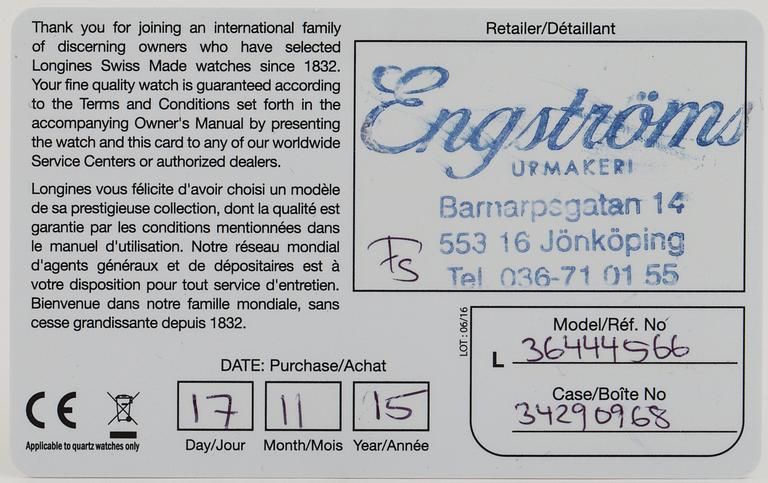 Thank you for joining an international family
of discerning owners who have selected
Longines Swiss Made watches since 1832.
Your fine quality watch is guaranteed according
to the Terms and Conditions set forth in the
accompanying Owner's Manual by presenting
the watch and this card to any of our worldwide
Service Centers or authorized dealers.
Longines vous félicite d'avoir choisi un modèle
de sa prestigieuse collection, dont la qualité est
garantie par les conditions mentionnées dans
le manuel d'utilisation. Notre réseau mondial
d'agents généraux et de dépositaires est à
votre disposition pour tout service d'entretien.
Bienvenue dans notre famille mondiale, sans
cesse grandissante depuis 1832.
Retailer/Détaillant
Engströms
URMAKERI
Barnarpsgatan 14
553 16 Jönköping
Tel 036-71 01 55
FS
LOT : 06/16
Model/Réf. No
L 36444566
Case/Boîte No
34290968
DATE: Purchase/Achat
17 11 15
Day/Jour Month/Mois Year/Année
CE
Applicable to quartz watches only